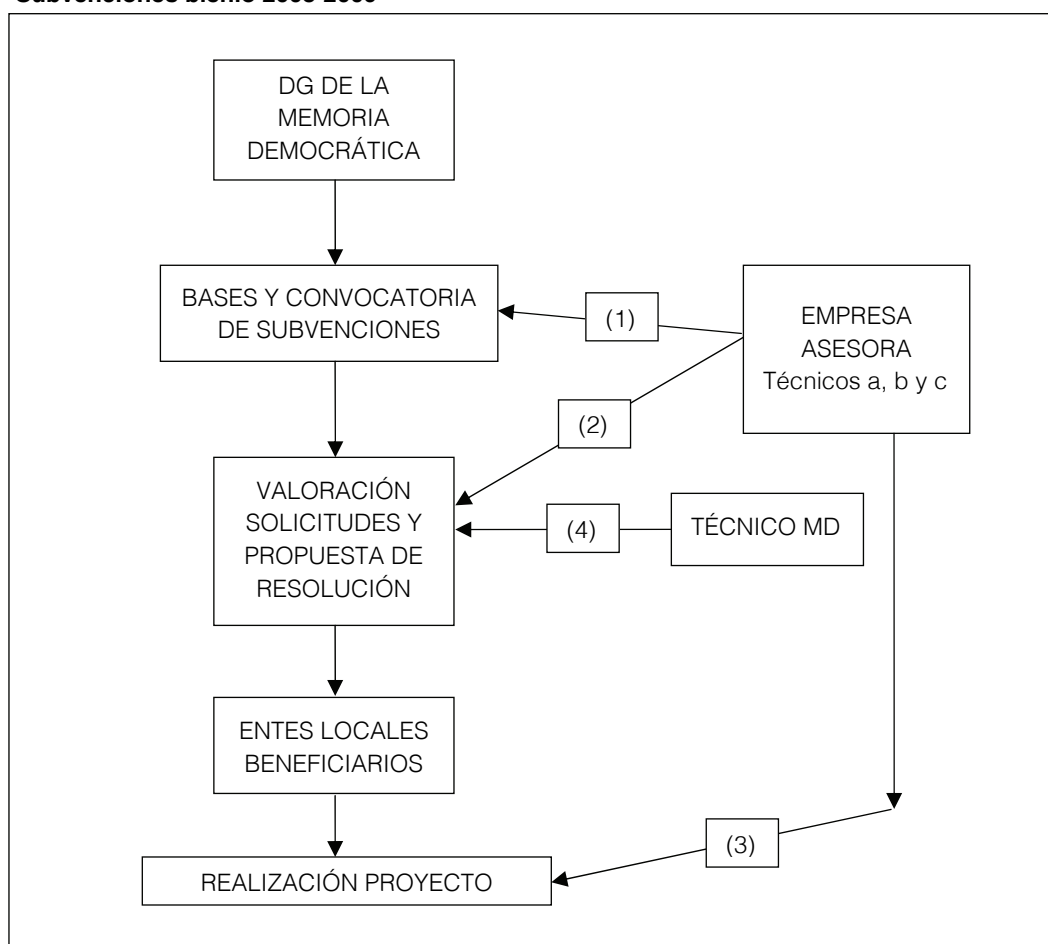 DG DE LA
MEMORIA
DEMOCRÁTICA
BASES Y CONVOCATORIA
DE SUBVENCIONES
(1)
EMPRESA
ASESORA
Técnicos a, b y c
(2)
VALORACIÓN
SOLICITUDES Y
PROPUESTA DE
RESOLUCIÓN
(4)
TÉCNICO MD
ENTES LOCALES
BENEFICIARIOS
(3)
REALIZACIÓN PROYECTO